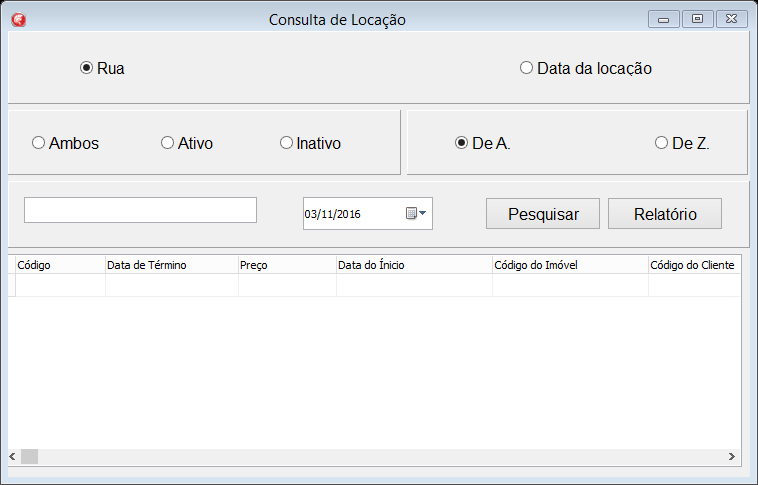 Consulta de Locação
Rua Data da locação
Ambos Ativo Inativo De A. De Z.
03/11/2016 Pesquisar Relatório
Código Data de Término Preço Data do Ínicio Código do Imóvel Código do Cliente